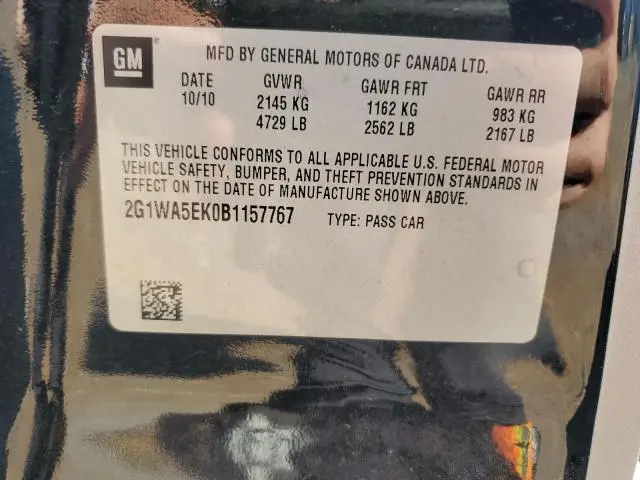 GM
MFD BY GENERAL MOTORS OF CANADA LTD.
DATE GVWR GAWR FRT GAWR RR
10/10 2145 KG 1162 KG 983 KG
4729 LB 2562 LB 2167 LB
THIS VEHICLE CONFORMS TO ALL APPLICABLE U.S. FEDERAL MOTOR
VEHICLE SAFETY, BUMPER, AND THEFT PREVENTION STANDARDS IN
EFFECT ON THE DATE OF MANUFACTURE SHOWN ABOVE.
2G1WA5EK0B1157767 TYPE: PASS CAR